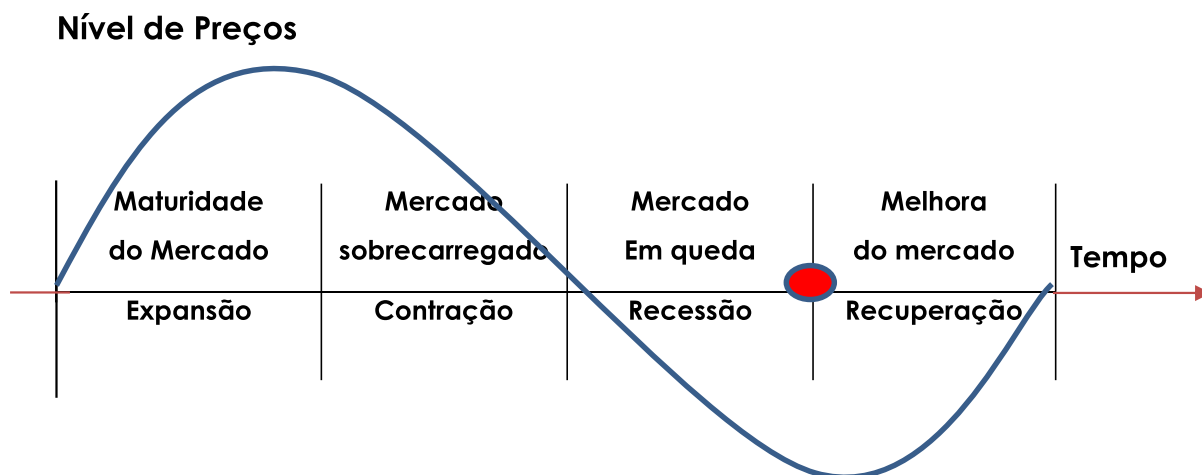 Nível de Preços
Maturidade
do Mercado
Expansão
Mercado
sobrecarregado
Contração
Mercado
Em queda
Recessão
Melhora
do mercado
Recuperação
Tempo